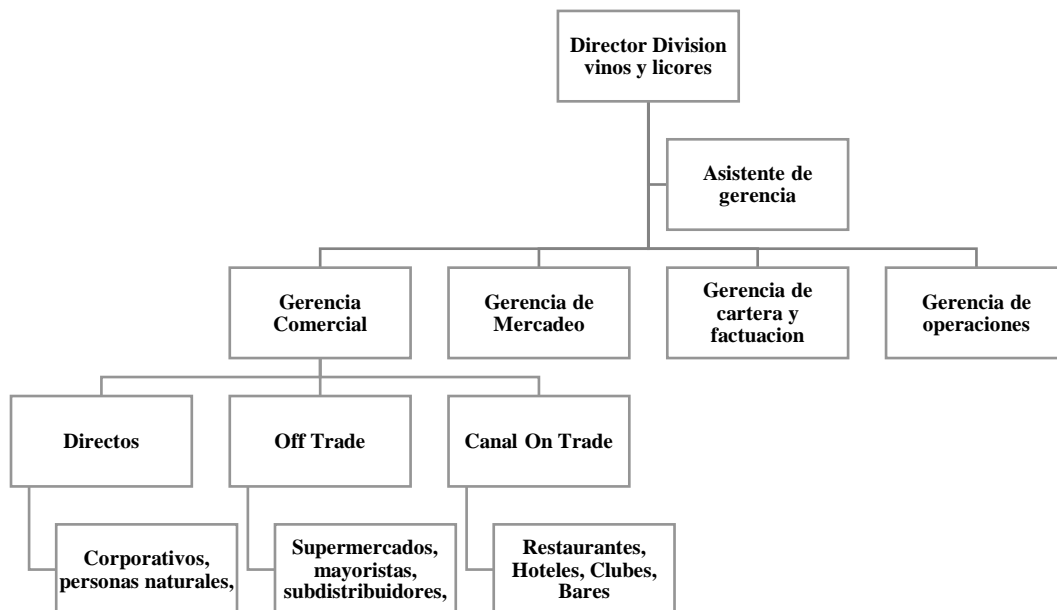 Director Division
vinos y licores
Asistente de
gerencia
Gerencia
Comercial
Gerencia de
Mercadeo
Gerencia de
cartera y
factuacion
Gerencia de
operaciones
Directos
Off Trade
Canal On Trade
Corporativos,
personas naturales,
Supermercados,
mayoristas,
subdistribuidores,
Restaurantes,
Hoteles, Clubes,
Bares